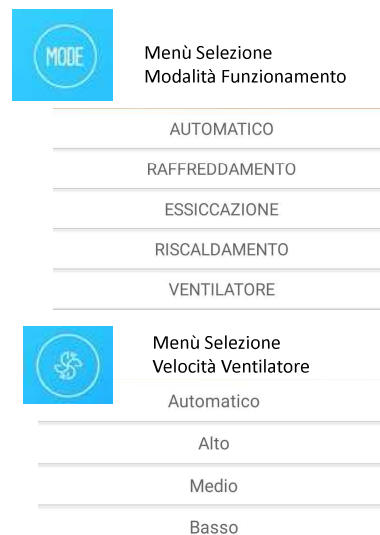 MODE
Menù Selezione
Modalità Funzionamento
AUTOMATICO
RAFFREDDAMENTO
ESSICCAZIONE
RISCALDAMENTO
VENTILATORE
Menù Selezione
Velocità Ventilatore
Automatico
Alto
Medio
Basso